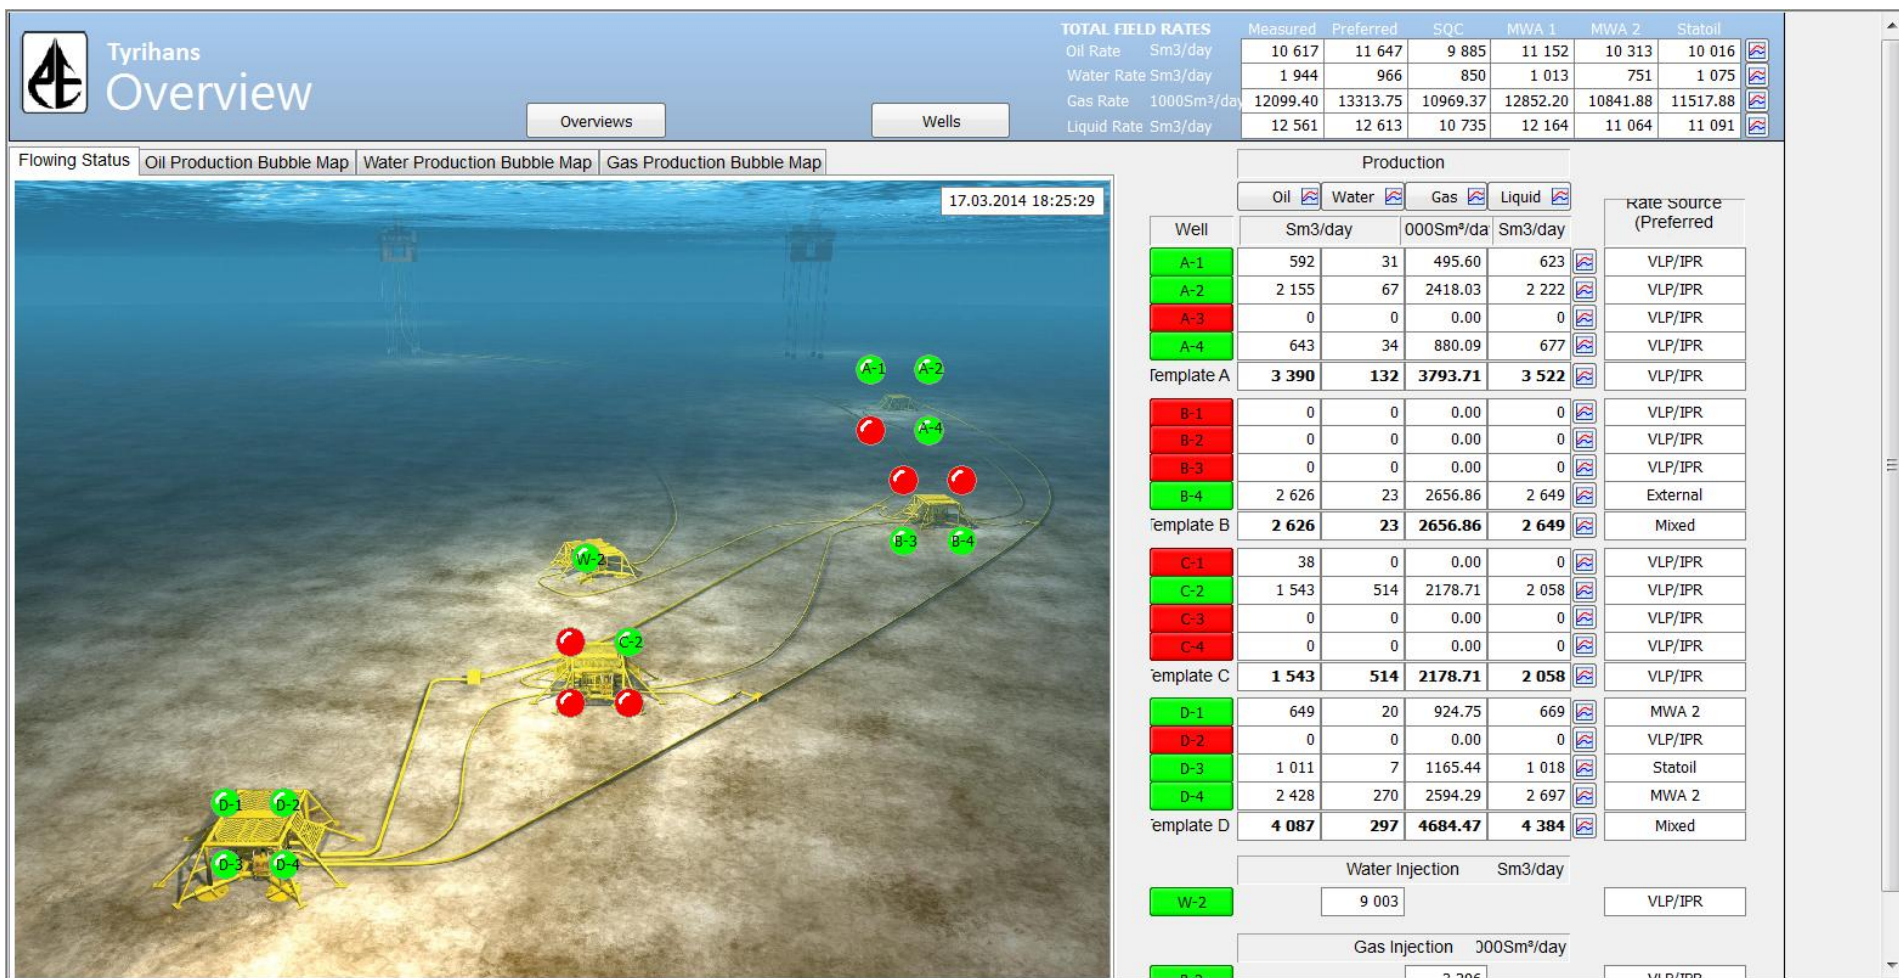 Tyrihans
Overview
Overviews
Wells
TOTAL FIELD RATES Measured Preferred SQC MWA 1 MWA 2 Statoil
Oil Rate Sm3/day 10 617 11 647 9 885 11 152 10 313 10 016
Water Rate Sm3/day 1 944 966 850 1 013 751 1 075
Gas Rate 1000Sm³/day 12099.40 13313.75 10969.37 12852.20 10841.88 11517.88
Liquid Rate Sm3/day 12 561 12 613 10 735 12 164 11 064 11 091
Flowing Status Oil Production Bubble Map Water Production Bubble Map Gas Production Bubble Map
17.03.2014 18:25:29
A-1 A-2
A-4
B-3 B-4
W-2
C-2
D-1 D-2
D-3 D-4
Production
Oil Water Gas Liquid
Rate Source
(Preferred
Well Sm3/day 000Sm³/da Sm3/day
A-1 592 31 495.60 623 VLP/IPR
A-2 2 155 67 2418.03 2 222 VLP/IPR
A-3 0 0 0.00 0 VLP/IPR
A-4 643 34 880.09 677 VLP/IPR
Template A 3 390 132 3793.71 3 522 VLP/IPR
B-1 0 0 0.00 0 VLP/IPR
B-2 0 0 0.00 0 VLP/IPR
B-3 0 0 0.00 0 VLP/IPR
B-4 2 626 23 2656.86 2 649 External
emplate B 2 626 23 2656.86 2 649 Mixed
C-1 38 0 0.00 0 VLP/IPR
C-2 1 543 514 2178.71 2 058 VLP/IPR
C-3 0 0 0.00 0 VLP/IPR
C-4 0 0 0.00 0 VLP/IPR
emplate C 1 543 514 2178.71 2 058 VLP/IPR
D-1 649 20 924.75 669 MWA 2
D-2 0 0 0.00 0 VLP/IPR
D-3 1 011 7 1165.44 1 018 Statoil
D-4 2 428 270 2594.29 2 697 MWA 2
emplate D 4 087 297 4684.47 4 384 Mixed
Water Injection Sm3/day
W-2 9 003 VLP/IPR
Gas Injection 000Sm³/day